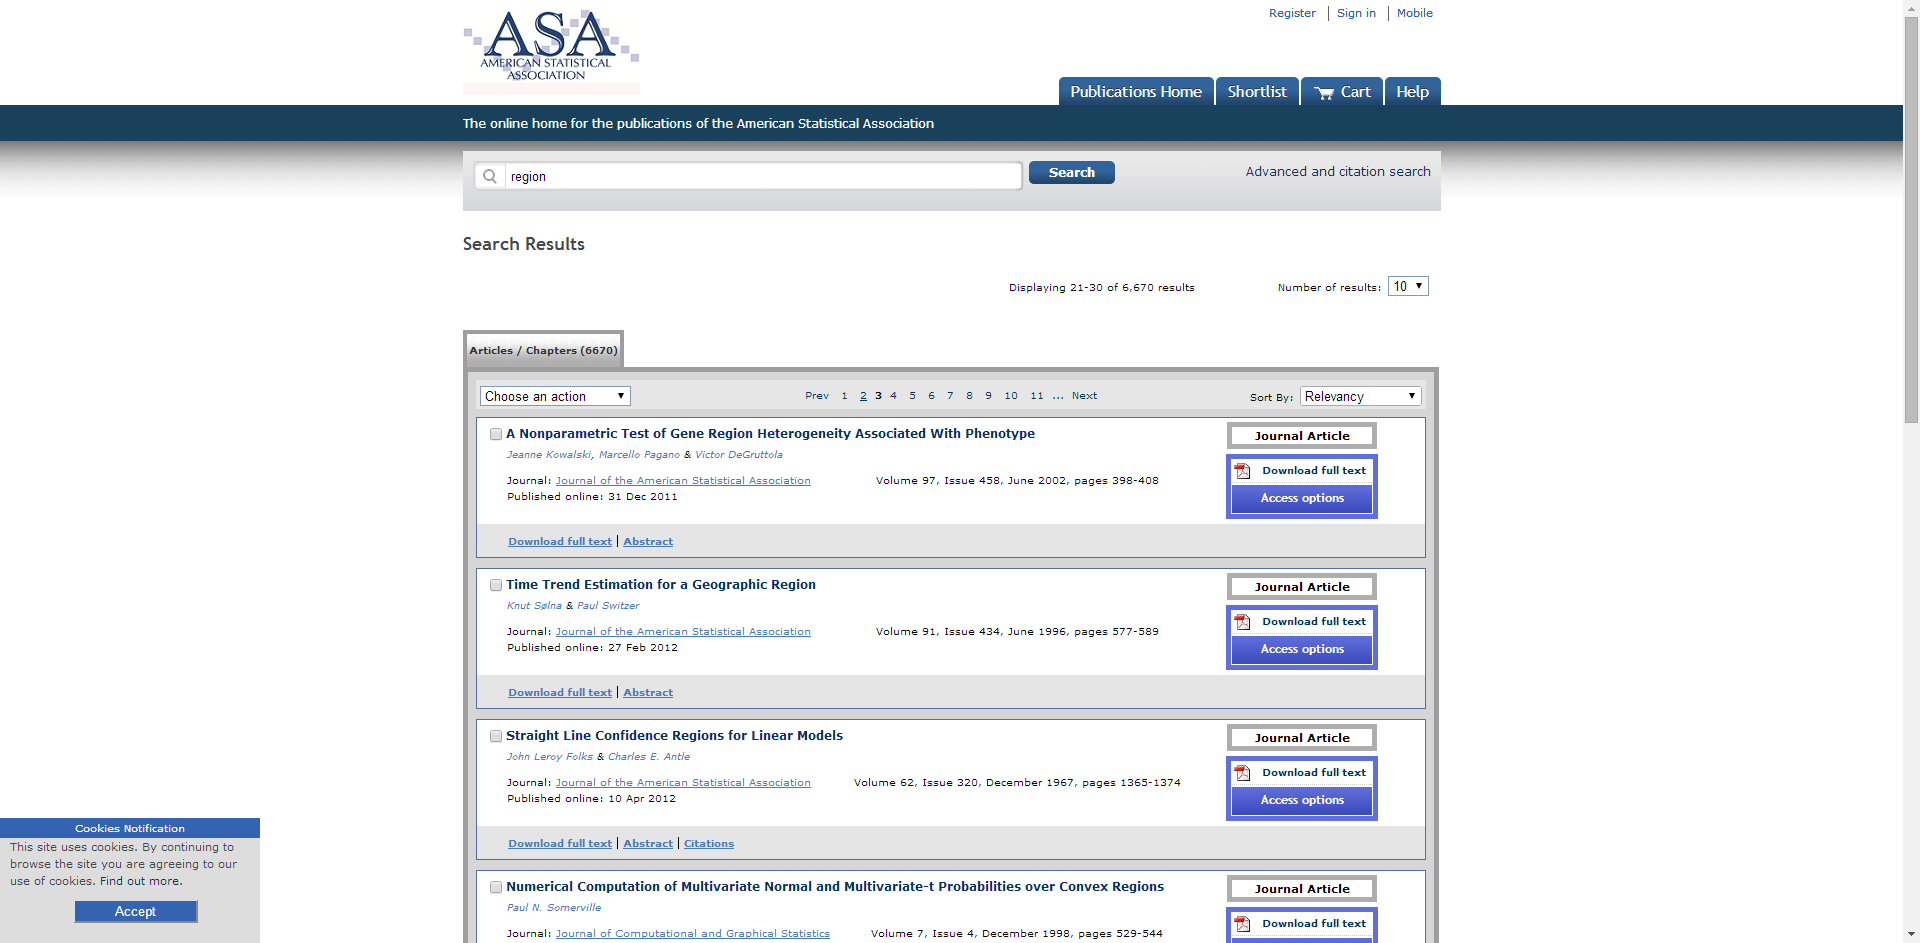 ASA
AMERICAN STATISTICAL
ASSOCIATION
Register Sign in Mobile
Publications Home Shortlist Cart Help
The online home for the publications of the American Statistical Association
region Search Advanced and citation search
Search Results
Displaying 21-30 of 6,670 results Number of results: 10
Articles / Chapters (6670)
Choose an action Prev 1 2 3 4 5 6 7 8 9 10 11 ... Next Sort By: Relevancy
A Nonparametric Test of Gene Region Heterogeneity Associated With Phenotype Journal Article
Jeanne Kowalski, Marcello Pagano & Victor DeGruttola
Download full text
Journal: Journal of the American Statistical Association Volume 97, Issue 458, June 2002, pages 398-408
Published online: 31 Dec 2011 Access options
Download full text | Abstract
Time Trend Estimation for a Geographic Region Journal Article
Knut Sølna & Paul Switzer
Download full text
Journal: Journal of the American Statistical Association Volume 91, Issue 434, June 1996, pages 577-589
Published online: 27 Feb 2012 Access options
Download full text | Abstract
Straight Line Confidence Regions for Linear Models Journal Article
John Leroy Folks & Charles E. Antle
Download full text
Journal: Journal of the American Statistical Association Volume 62, Issue 320, December 1967, pages 1365-1374
Published online: 10 Apr 2012 Access options
Download full text | Abstract | Citations
Numerical Computation of Multivariate Normal and Multivariate-t Probabilities over Convex Regions Journal Article
Paul N. Somerville
Download full text
Journal: Journal of Computational and Graphical Statistics Volume 7, Issue 4, December 1998, pages 529-544
Cookies Notification
This site uses cookies. By continuing to
browse the site you are agreeing to our
use of cookies. Find out more.
Accept